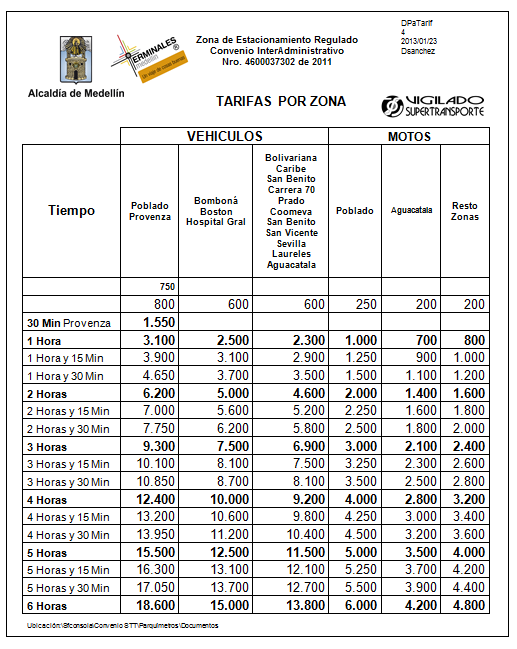 DPaTarif
4
2013/01/23
Dsanchez
Zona de Estacionamiento Regulado
Convenio InterAdministrativo
Nro. 4600037302 de 2011
TERMINALES
medellín
Alcaldía de Medellín
TARIFAS POR ZONA
VIGILADO
SUPERTRANSPORTE
VEHICULOS MOTOS
Tiempo
Poblado
Provenza
Bomboná
Boston
Hospital Gral
Bolivariana
Caribe
San Benito
Carrera 70
Prado
Coomeva
San Benito
San Vicente
Sevilla
Laureles
Aguacatala
Poblado
Aguacatala
Resto
Zonas
750
800 600 600 250 200 200
30 Min Provenza 1.550
1 Hora 3.100 2.500 2.300 1.000 700 800
1 Hora y 15 Min 3.900 3.100 2.900 1.250 900 1.000
1 Hora y 30 Min 4.650 3.700 3.500 1.500 1.100 1.200
2 Horas 6.200 5.000 4.600 2.000 1.400 1.600
2 Horas y 15 Min 7.000 5.600 5.200 2.250 1.600 1.800
2 Horas y 30 Min 7.750 6.200 5.800 2.500 1.800 2.000
3 Horas 9.300 7.500 6.900 3.000 2.100 2.400
3 Horas y 15 Min 10.100 8.100 7.500 3.250 2.300 2.600
3 Horas y 30 Min 10.850 8.700 8.100 3.500 2.500 2.800
4 Horas 12.400 10.000 9.200 4.000 2.800 3.200
4 Horas y 15 Min 13.200 10.600 9.800 4.250 3.000 3.400
4 Horas y 30 Min 13.950 11.200 10.400 4.500 3.200 3.600
5 Horas 15.500 12.500 11.500 5.000 3.500 4.000
5 Horas y 15 Min 16.300 13.100 12.100 5.250 3.700 4.200
5 Horas y 30 Min 17.050 13.700 12.700 5.500 3.900 4.400
6 Horas 18.600 15.000 13.800 6.000 4.200 4.800
Ubicación:\Bfconsola\Convenio STT\Parquimetros\Documentos